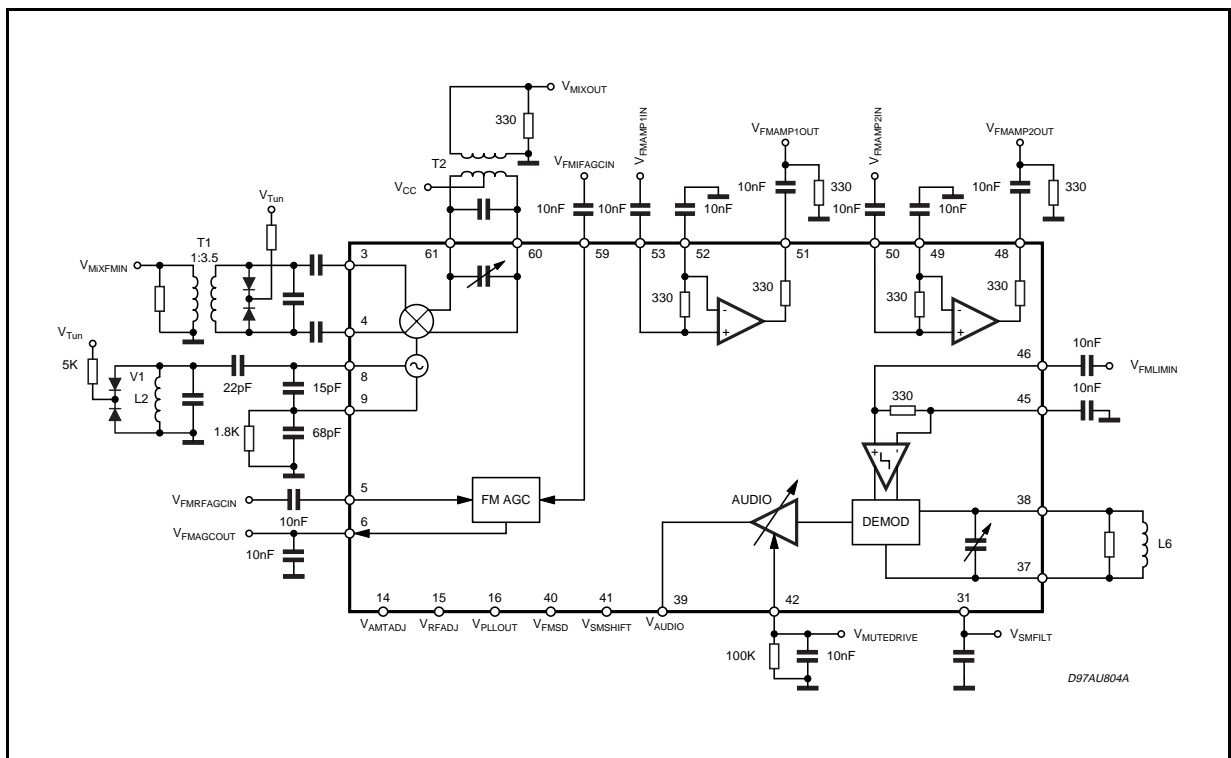 VMIXOUT
330
T2
VCC
VFMIFAGCIN
VFMAMP1IN
VFMAMP1OUT
VFMAMP2IN
VFMAMP2OUT
10nF
10nF
10nF
10nF
330
10nF
10nF
10nF
330
VTun
T1
1:3.5
VMiXFMIN
61
60
59
53
52
51
50
49
48
3
4
330
330
-
+
330
330
-
+
VTun
5K
V1
L2
22pF
15pF
8
9
1.8K
68pF
46
10nF
VFMLIMIN
10nF
45
330
+
-
VFMRFAGCIN
10nF
5
FM AGC
VFMAGCOUT
6
10nF
AUDIO
DEMOD
38
37
L6
14
15
16
40
41
39
42
31
VAMTADJ
VRFADJ
VPLLOUT
VFMSD
VSMSHIFT
VAUDIO
100K
10nF
VMUTEDRIVE
VSMFILT
D97AU804A